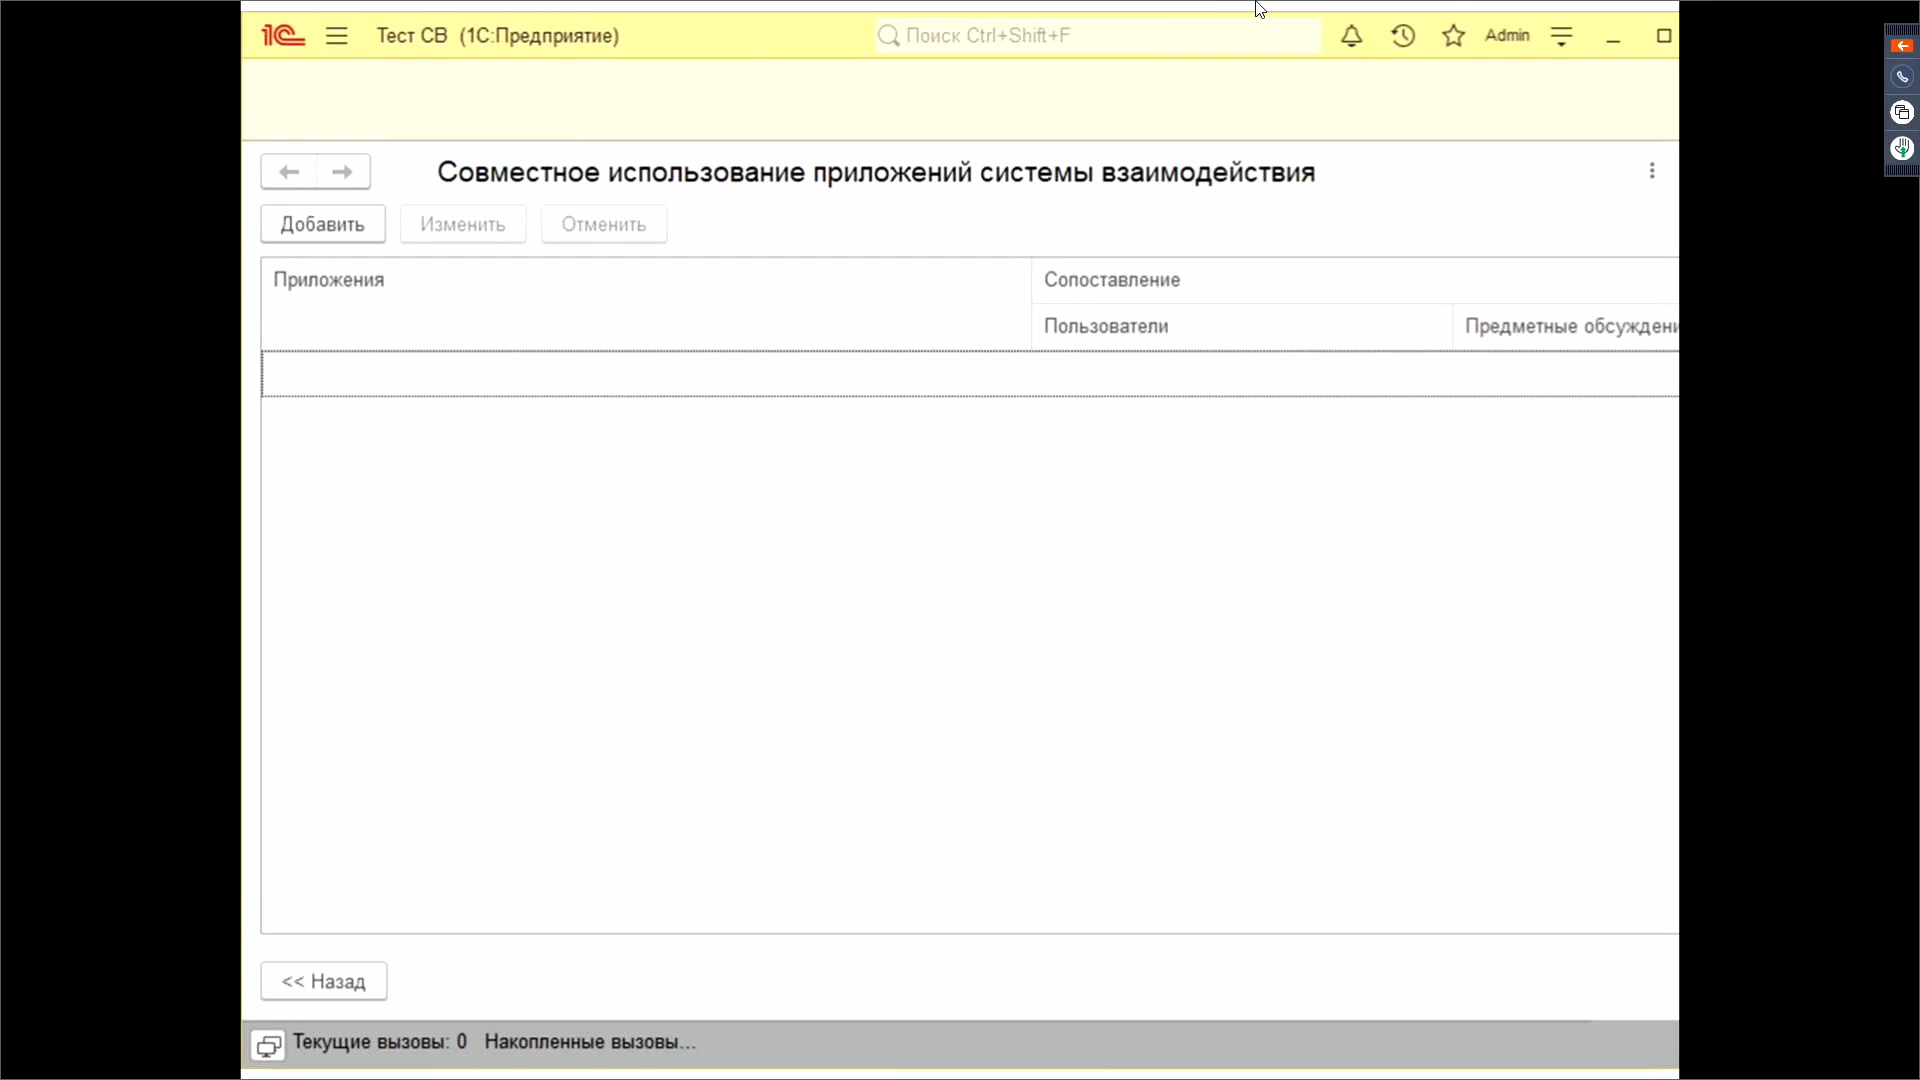 1С Тест СВ (1С:Предприятие) Поиск Ctrl+Shift+F Admin
Совместное использование приложений системы взаимодействия
Добавить Изменить Отменить
Приложения Сопоставление
Пользователи Предметные обсуждени
<< Назад
Текущие вызовы: 0 Накопленные вызовы...